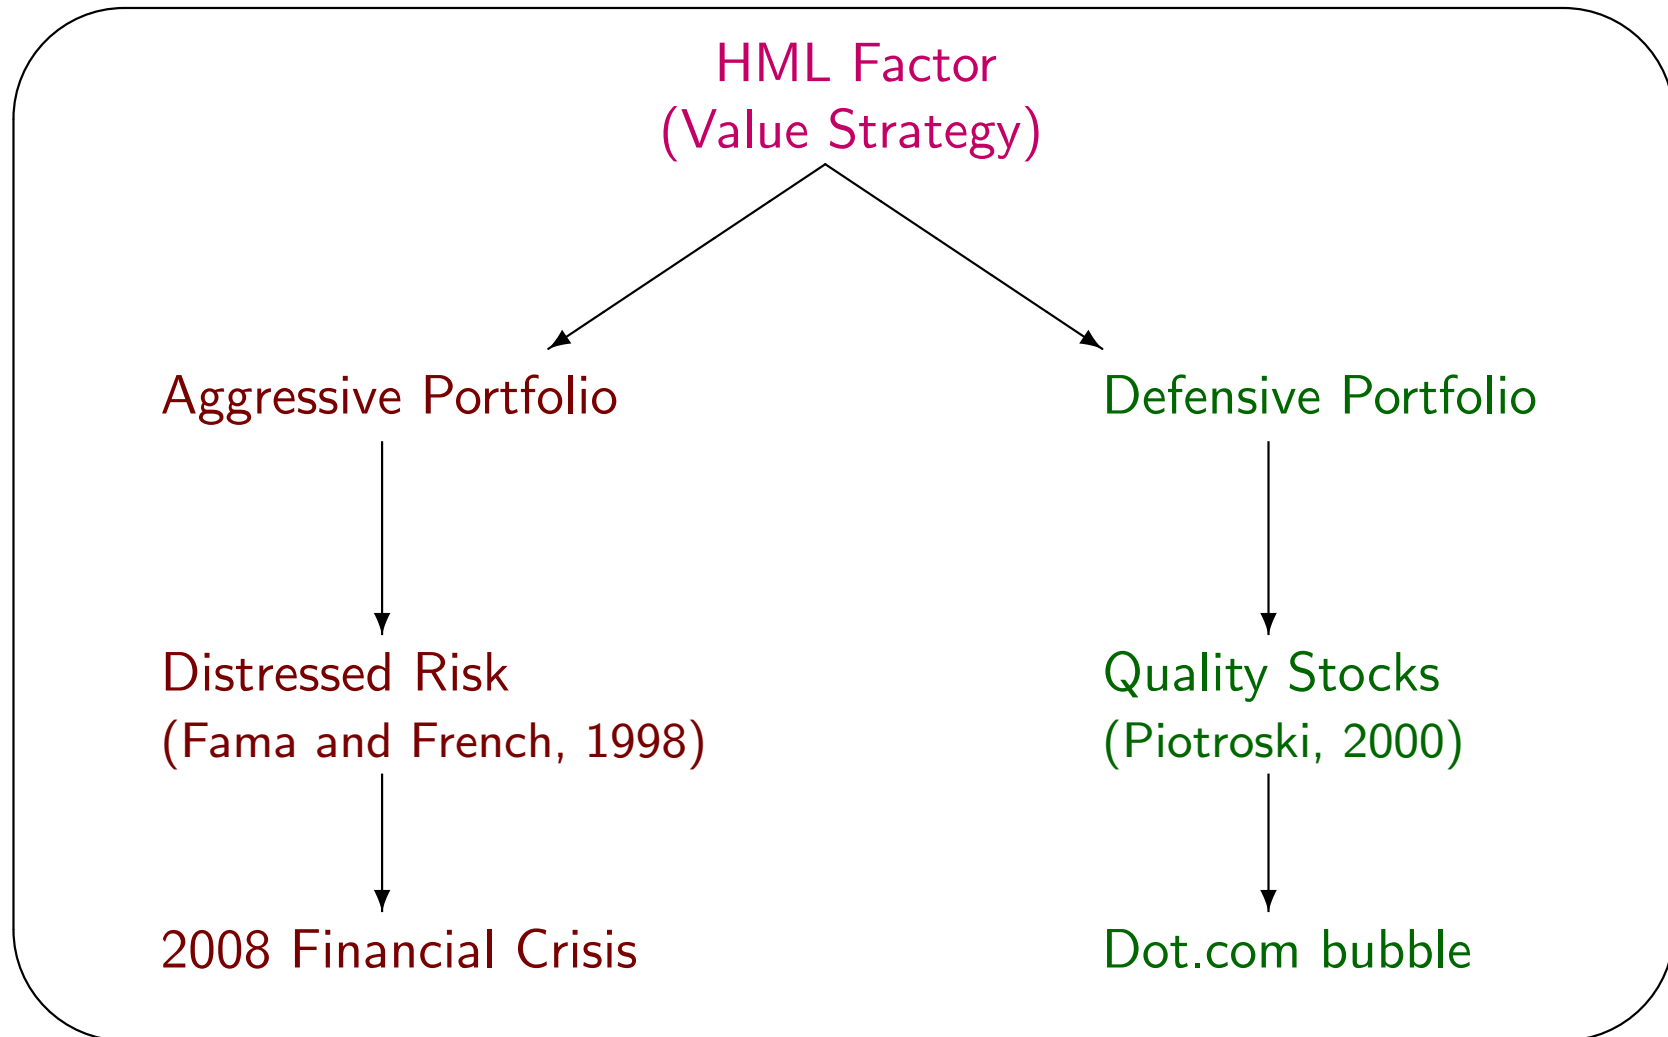 HML Factor
(Value Strategy)
Aggressive Portfolio
Defensive Portfolio
Distressed Risk
(Fama and French, 1998)
Quality Stocks
(Piotroski, 2000)
2008 Financial Crisis
Dot.com bubble